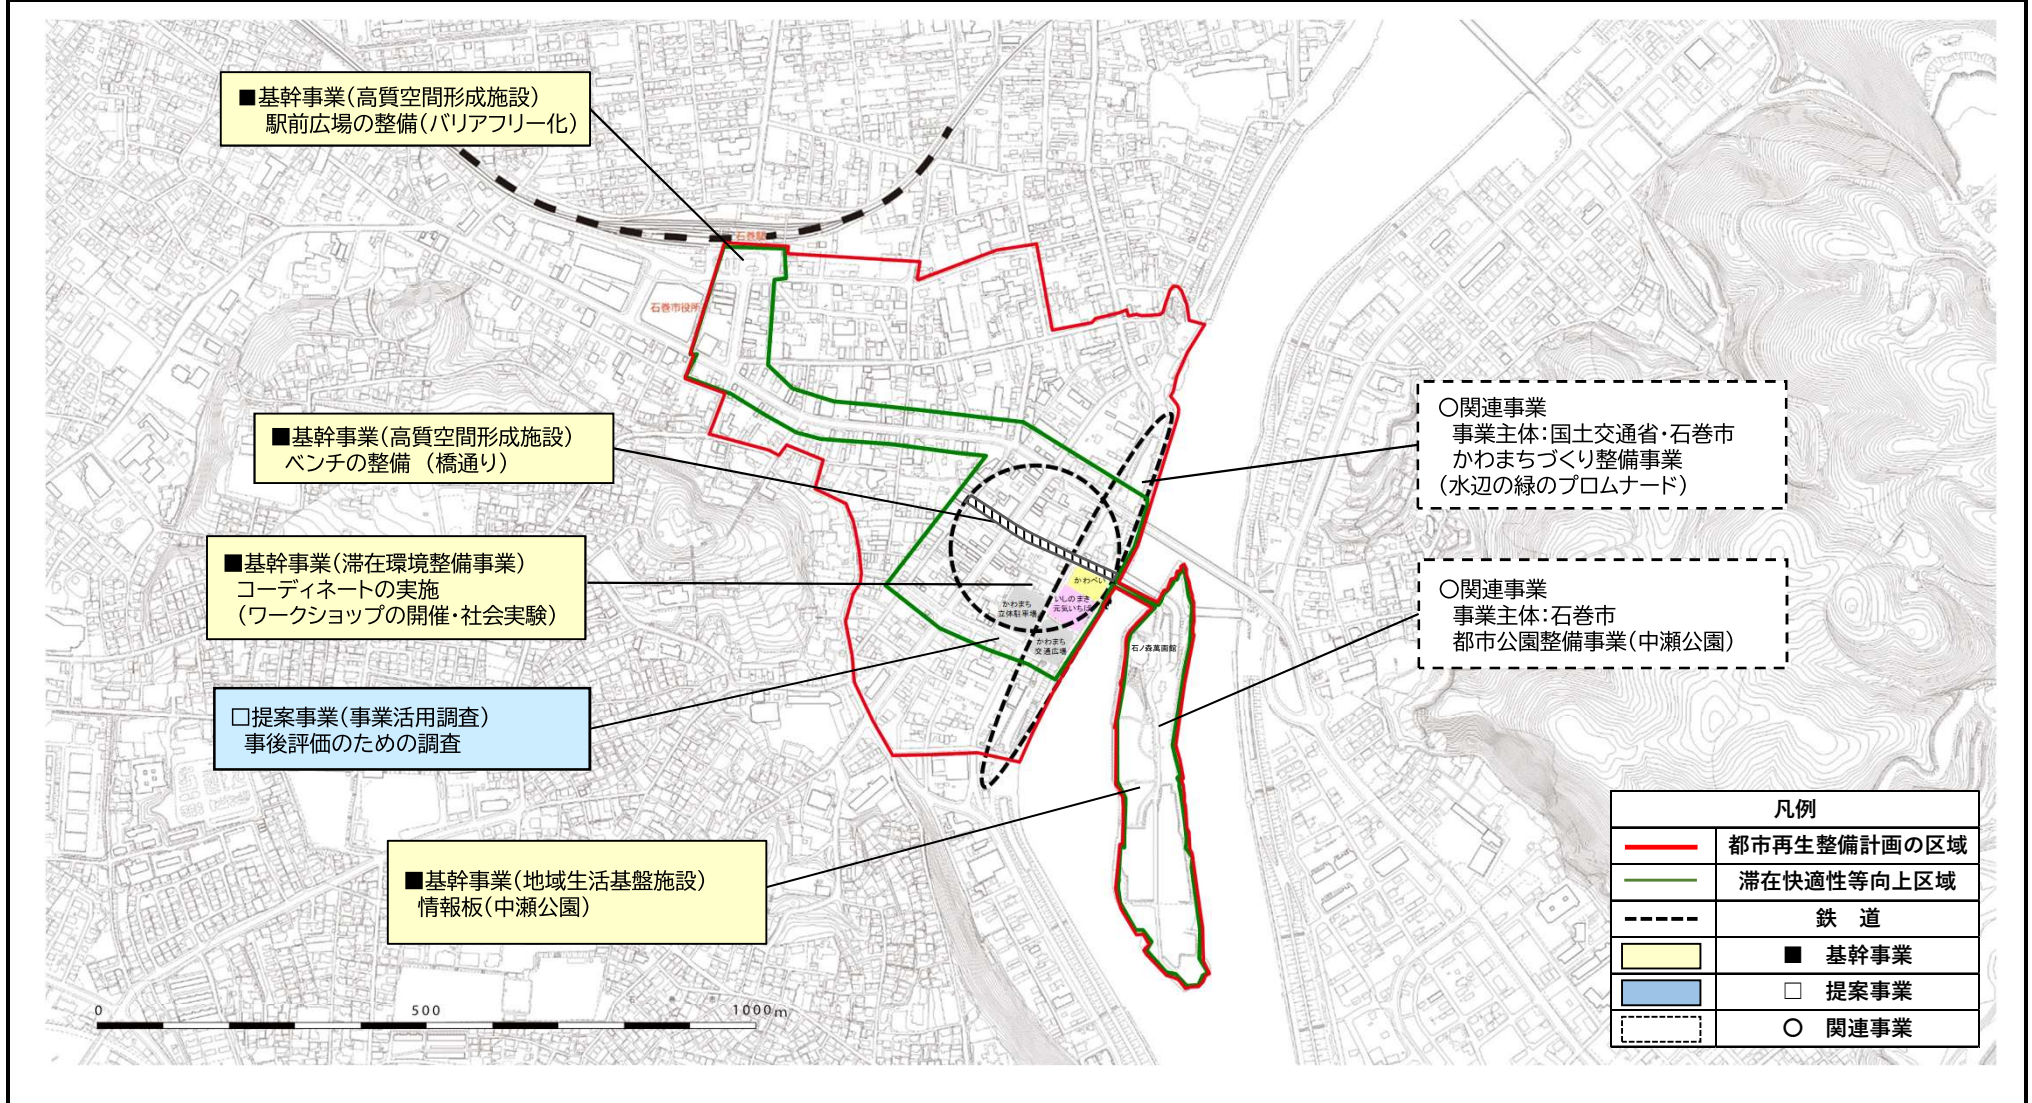 ■基幹事業(高質空間形成施設)
駅前広場の整備(バリアフリー化)
石巻駅
石巻市役所
■基幹事業(高質空間形成施設)
ベンチの整備 (橋通り)
○関連事業
事業主体:国土交通省・石巻市
かわまちづくり整備事業
(水辺の緑のプロムナード)
■基幹事業(滞在環境整備事業)
コーディネートの実施
(ワークショップの開催・社会実験)
○関連事業
事業主体:石巻市
都市公園整備事業(中瀬公園)
かわべい
いしのまき
元気いちば
かわまち
立体駐車場
かわまち
交通広場
石ノ森萬画館
□提案事業(事業活用調査)
事後評価のための調査
■基幹事業(地域生活基盤施設)
情報板(中瀬公園)
凡例
都市再生整備計画の区域
滞在快適性等向上区域
鉄 道
■ 基幹事業
□ 提案事業
○ 関連事業
0 500 1000m